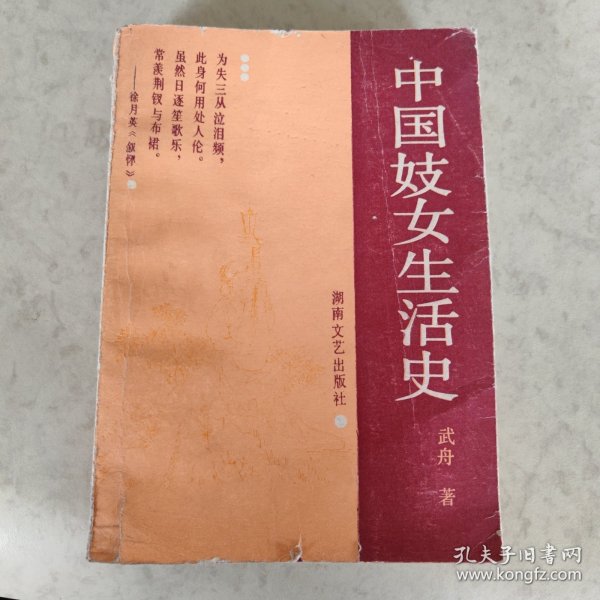 中国妓女生活史
武舟 著
湖南文艺出版社
为失三从泣泪频，
此身何用处人伦。
虽然日逐笙歌乐，
常羡荆钗与布裙。
——徐月英《叙怀》
孔夫子旧书网
www.kongfz.com